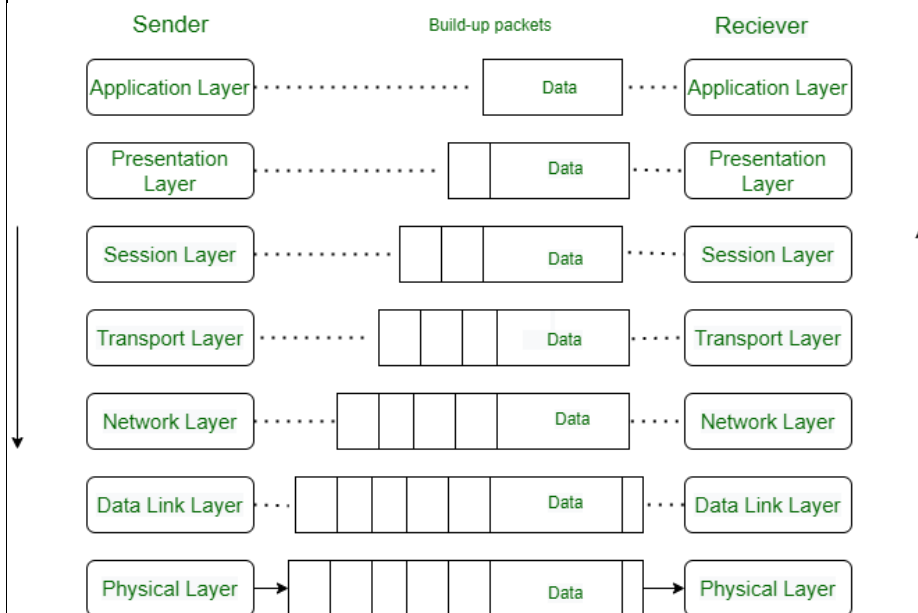 Sender Build-up packets Reciever
Application Layer Data Application Layer
Presentation Layer Data Presentation Layer
Session Layer Data Session Layer
Transport Layer Data Transport Layer
Network Layer Data Network Layer
Data Link Layer Data Data Link Layer
Physical Layer Data Physical Layer